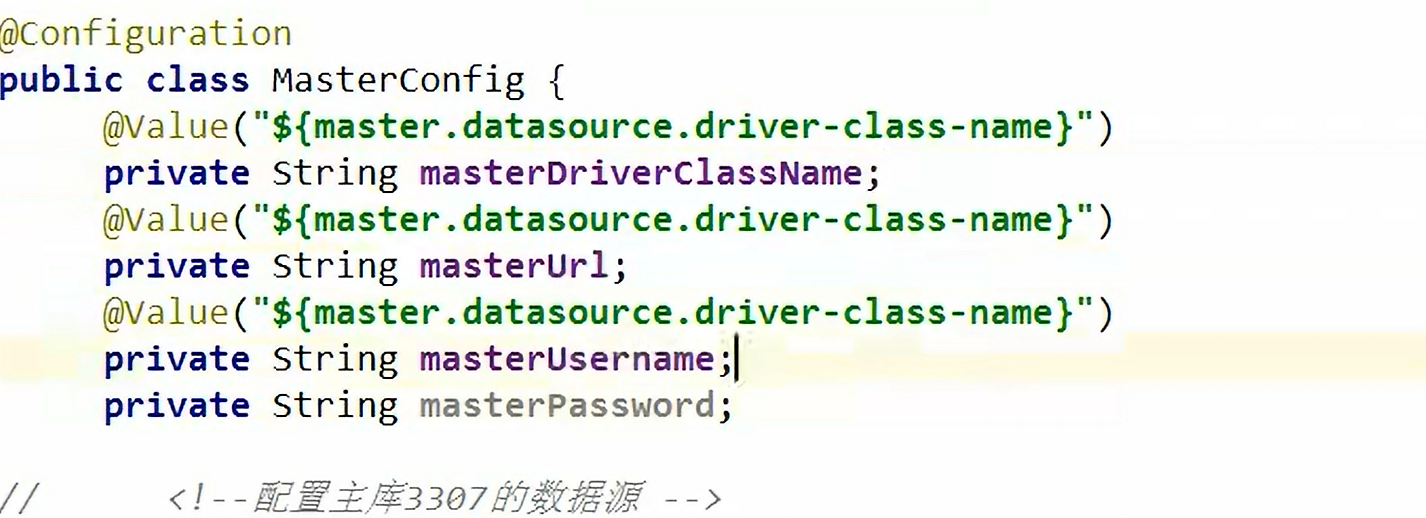 @Configuration
public class MasterConfig {
@Value("${master.datasource.driver-class-name}")
private String masterDriverClassName;
@Value("${master.datasource.driver-class-name}")
private String masterUrl;
@Value("${master.datasource.driver-class-name}")
private String masterUsername;
private String masterPassword;
// <!--配置主库3307的数据源 -->